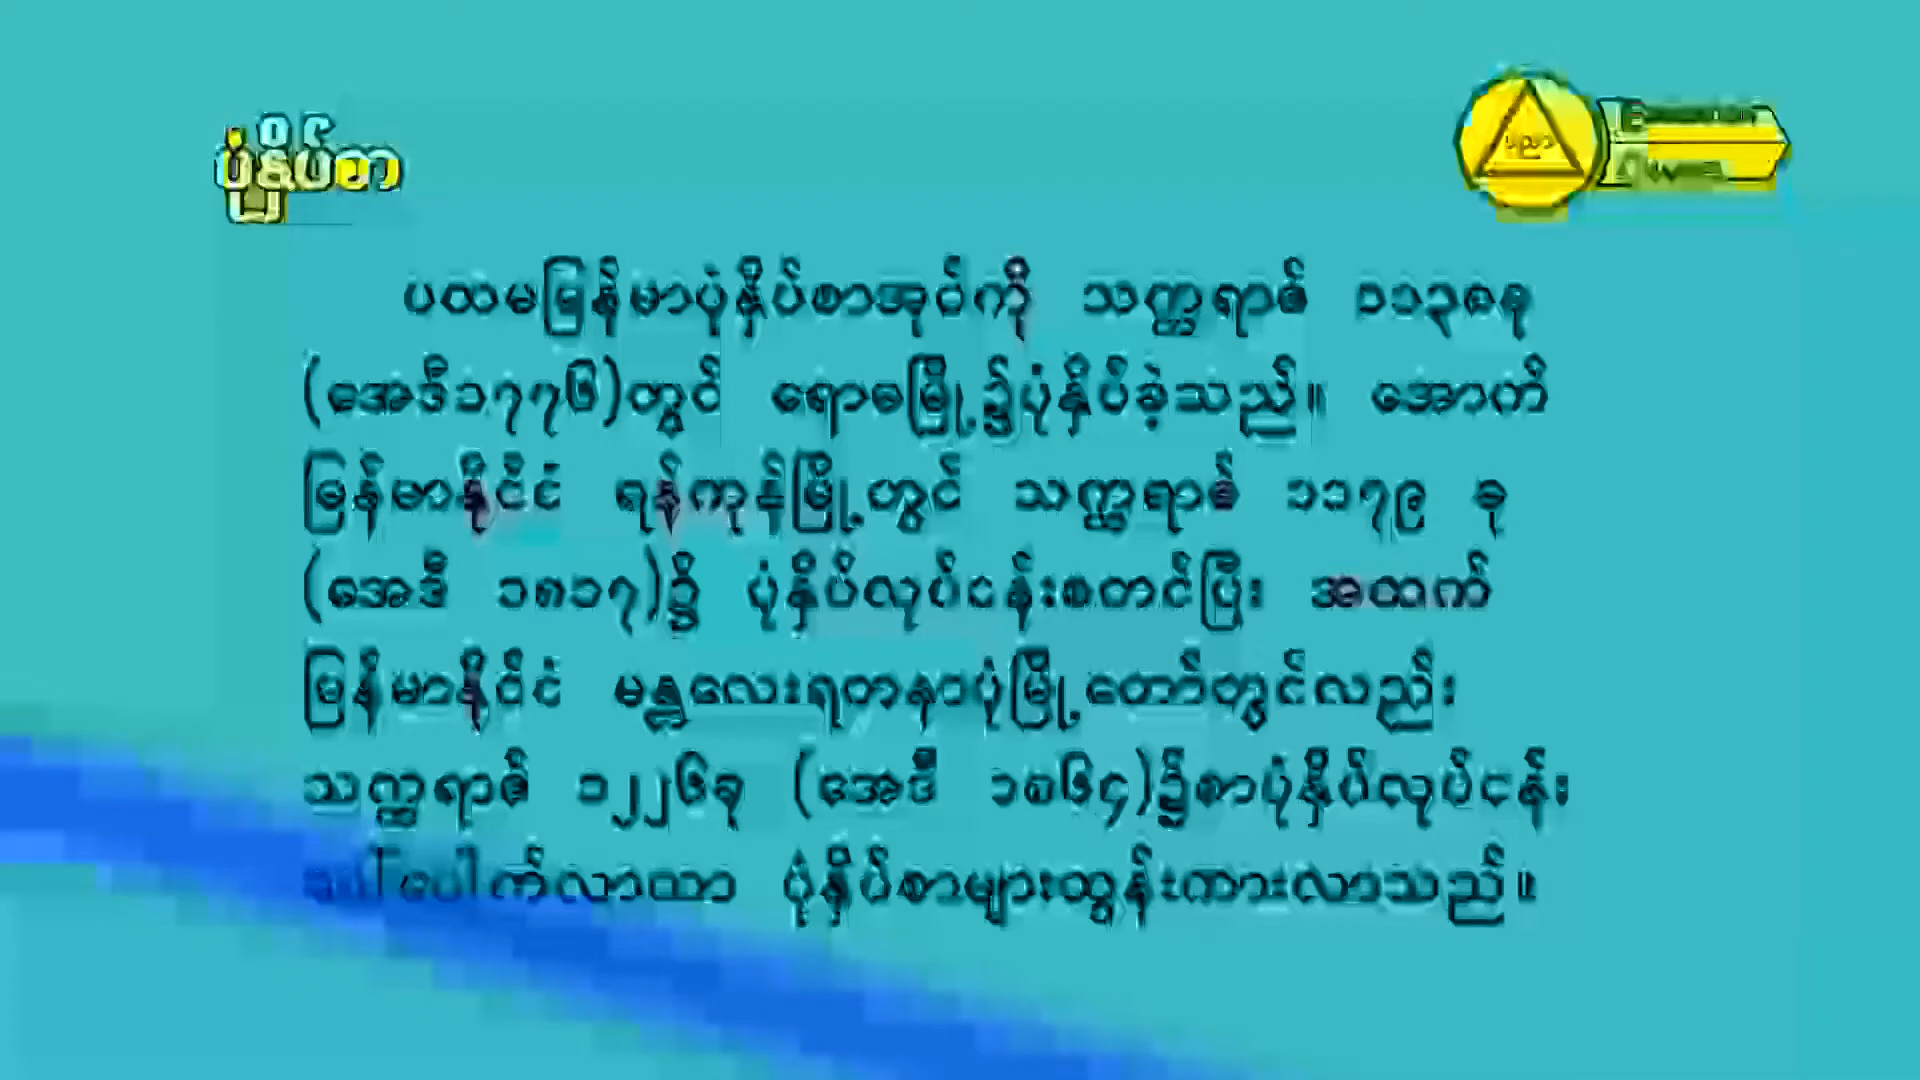 ပုံနှိပ်စာ
ပညာ
Education
ပထမမြန်မာပုံနှိပ်စာအုပ်ကို သက္ကရာဇ် ၁၁၃၈ခု
(အေဒီ၁၇၇၆)တွင် ရောမမြို့၌ပုံနှိပ်ခဲ့သည်။ အောက်
မြန်မာနိုင်ငံ ရန်ကုန်မြို့တွင် သက္ကရာဇ် ၁၁၇၉ ခု
(အေဒီ ၁၈၁၇)၌ ပုံနှိပ်လုပ်ငန်းစတင်ပြီး အထက်
မြန်မာနိုင်ငံ မန္တလေးရတနာပုံမြို့တော်တွင်လည်း
သက္ကရာဇ် ၁၂၂၆ခု (အေဒီ ၁၈၆၄)၌စာပုံနှိပ်လုပ်ငန်း
ပေါ်ပေါက်လာကာ ပုံနှိပ်စာများထွန်းကားလာသည်။